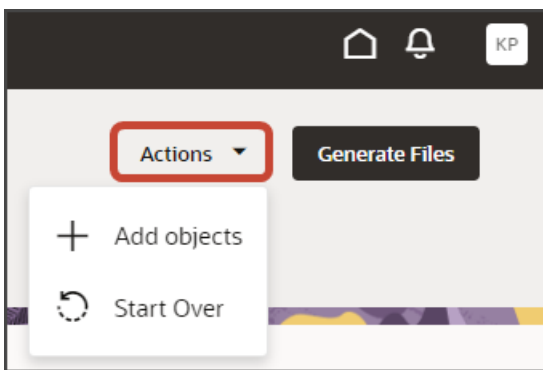 KP
Actions
Generate Files
Add objects
Start Over